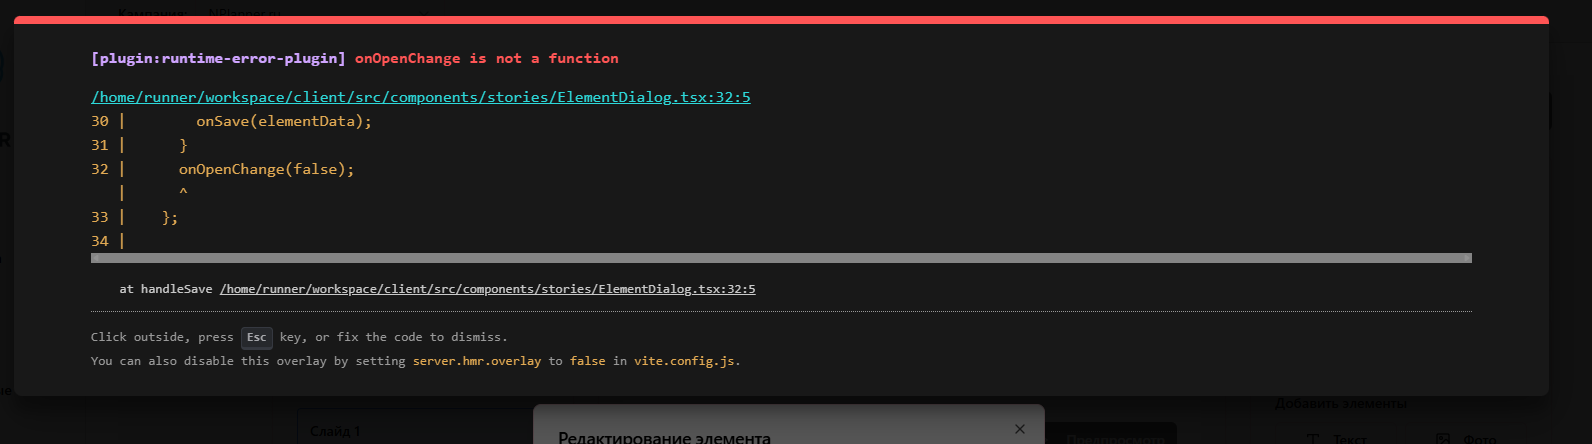 Кампания: NPlanner.ru
[plugin:runtime-error-plugin] onOpenChange is not a function
/home/runner/workspace/client/src/components/stories/ElementDialog.tsx:32:5
30 |        onSave(elementData);
31 |      }
32 |      onOpenChange(false);
   |      ^
33 |    };
34 |
at handleSave /home/runner/workspace/client/src/components/stories/ElementDialog.tsx:32:5
Click outside, press Esc key, or fix the code to dismiss.
You can also disable this overlay by setting server.hmr.overlay to false in vite.config.js.
Добавить элементы
Слайд 1
Редактирование элемента
Текст
Фото